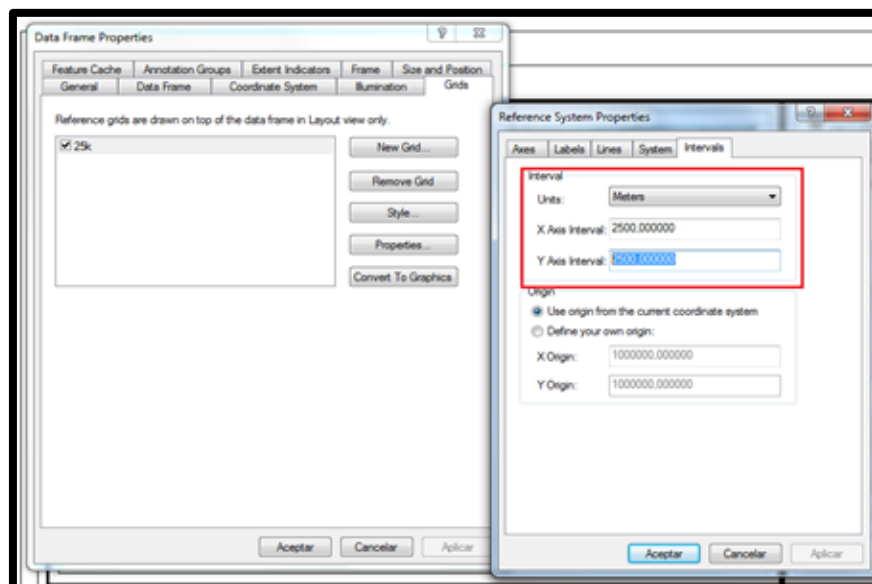 Data Frame Properties
Feature Cache Annotation Groups Extent Indicators Frame Size and Position
General Data Frame Coordinate System Illumination Grids
Reference grids are drawn on top of the data frame in Layout view only.
25k
New Grid...
Remove Grid
Style...
Properties...
Convert To Graphics
Aceptar Cancelar Aplicar
Reference System Properties
Axes Labels Lines System Intervals
Interval
Units: Meters
X Axis Interval: 2500.000000
Y Axis Interval: 2500.000000
Origin
Use origin from the current coordinate system
Define your own origin:
X Origin: 1000000.000000
Y Origin: 1000000.000000
Aceptar Cancelar Aplicar